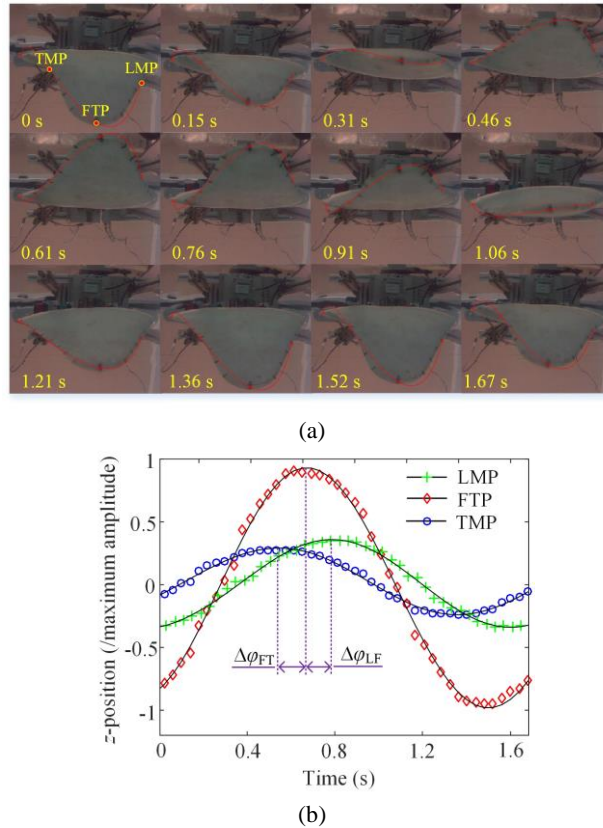 TMP
LMP
FTP
0 s
0.15 s
0.31 s
0.46 s
0.61 s
0.76 s
0.91 s
1.06 s
1.21 s
1.36 s
1.52 s
1.67 s
(a)
z-position (/maximum amplitude)
1
0.5
0
-0.5
-1
LMP
FTP
TMP
Δφ_FT
Δφ_LF
0
0.4
0.8
1.2
1.6
Time (s)
(b)